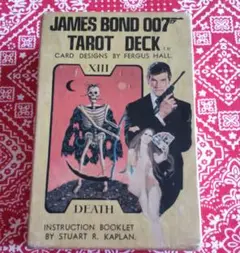 JAMES BOND 007
TAROT DECK
CARD DESIGNS BY FERGUS HALL.
XIII
DEATH
INSTRUCTION BOOKLET
BY STUART R. KAPLAN.